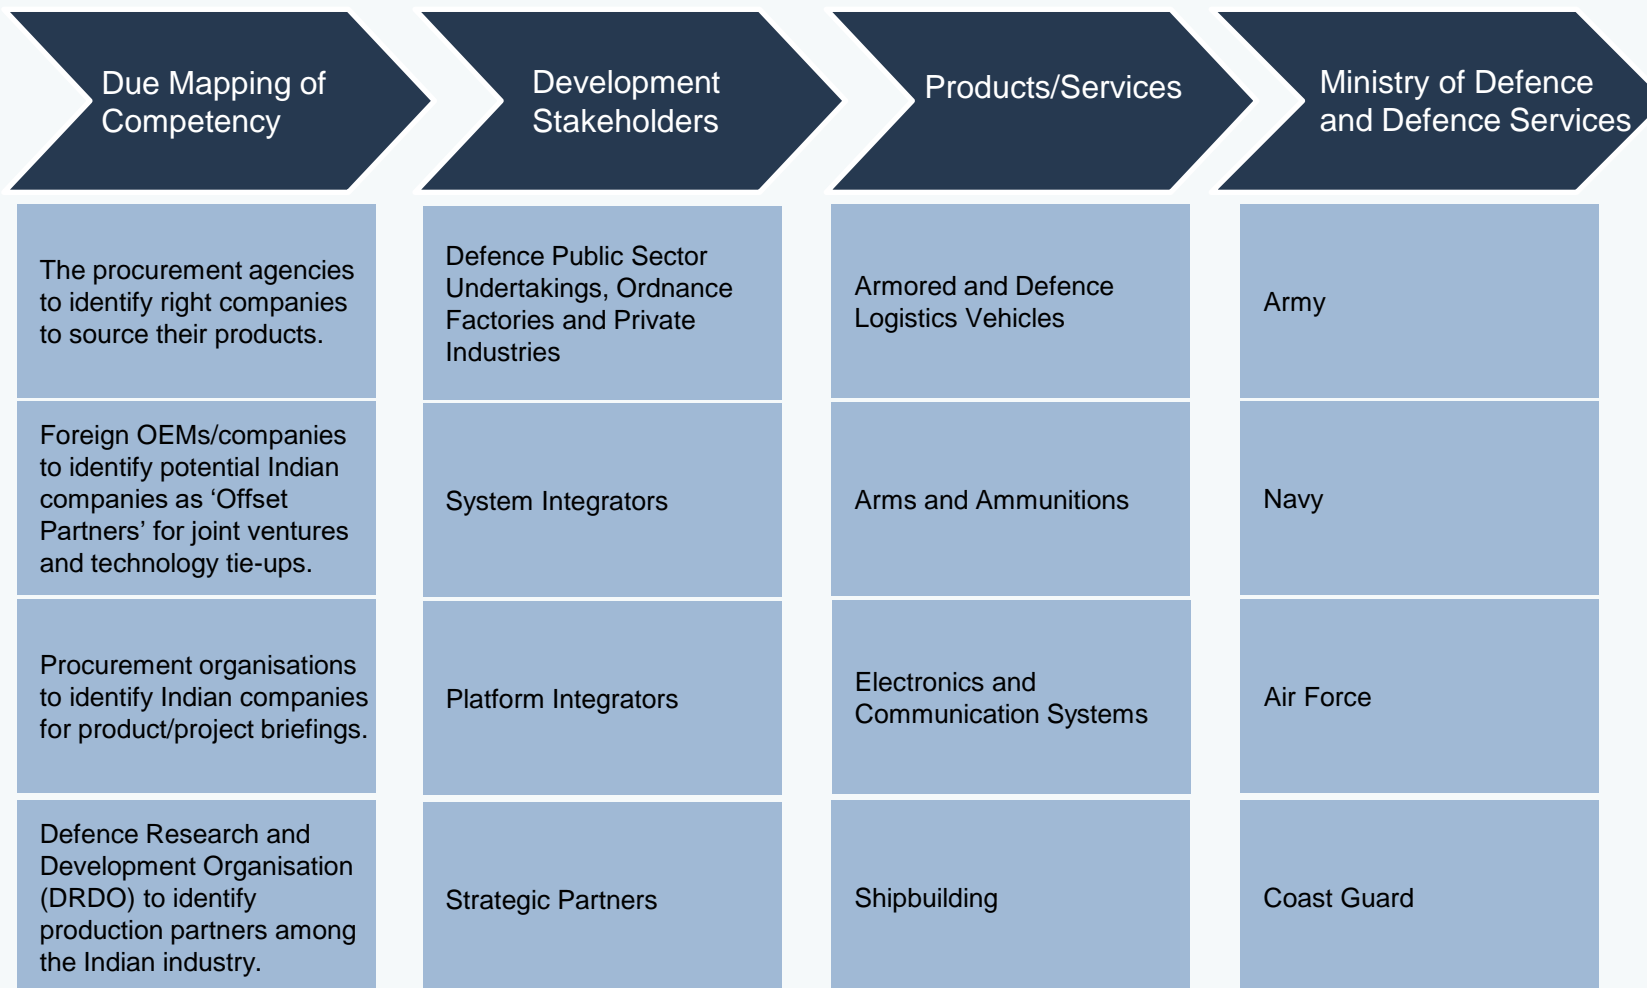 Due Mapping of
Competency
Development
Stakeholders
Products/Services
Ministry of Defence
and Defence Services
The procurement agencies
to identify right companies
to source their products.
Defence Public Sector
Undertakings, Ordnance
Factories and Private
Industries
Armored and Defence
Logistics Vehicles
Army
Foreign OEMs/companies
to identify potential Indian
companies as ‘Offset
Partners’ for joint ventures
and technology tie-ups.
System Integrators
Arms and Ammunitions
Navy
Procurement organisations
to identify Indian companies
for product/project briefings.
Platform Integrators
Electronics and
Communication Systems
Air Force
Defence Research and
Development Organisation
(DRDO) to identify
production partners among
the Indian industry.
Strategic Partners
Shipbuilding
Coast Guard